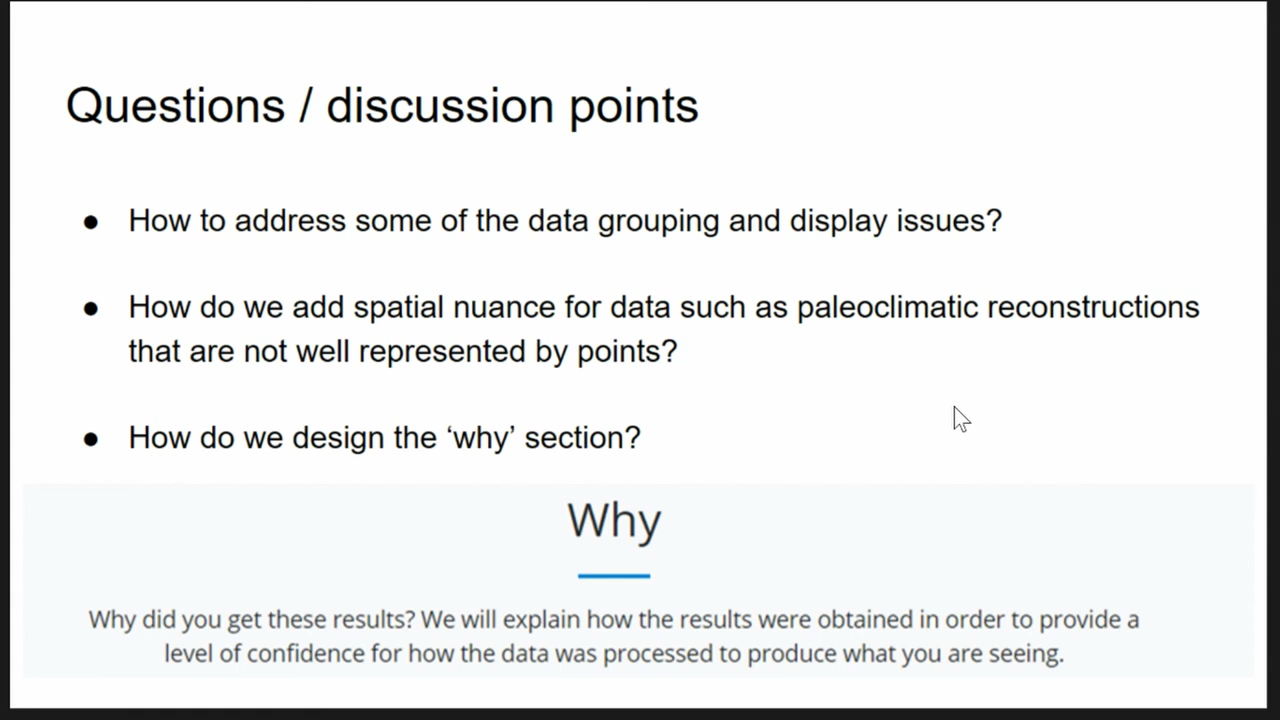 Questions / discussion points
● How to address some of the data grouping and display issues?
● How do we add spatial nuance for data such as paleoclimatic reconstructions
that are not well represented by points?
● How do we design the ‘why’ section?
Why
Why did you get these results? We will explain how the results were obtained in order to provide a
level of confidence for how the data was processed to produce what you are seeing.